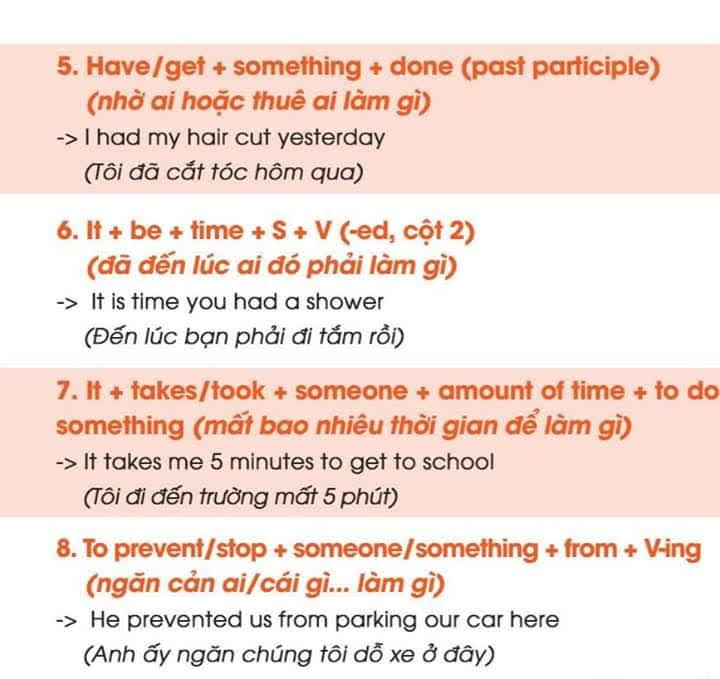 5. Have/get + something + done (past participle)
(nhờ ai hoặc thuê ai làm gì)
-> I had my hair cut yesterday
(Tôi đã cắt tóc hôm qua)
6. It + be + time + S + V (-ed, cột 2)
(đã đến lúc ai đó phải làm gì)
-> It is time you had a shower
(Đến lúc bạn phải đi tắm rồi)
7. It + takes/took + someone + amount of time + to do
something (mất bao nhiêu thời gian để làm gì)
-> It takes me 5 minutes to get to school
(Tôi đi đến trường mất 5 phút)
8. To prevent/stop + someone/something + from + V-ing
(ngăn cản ai/cái gì... làm gì)
-> He prevented us from parking our car here
(Anh ấy ngăn chúng tôi dỗ xe ở đây)